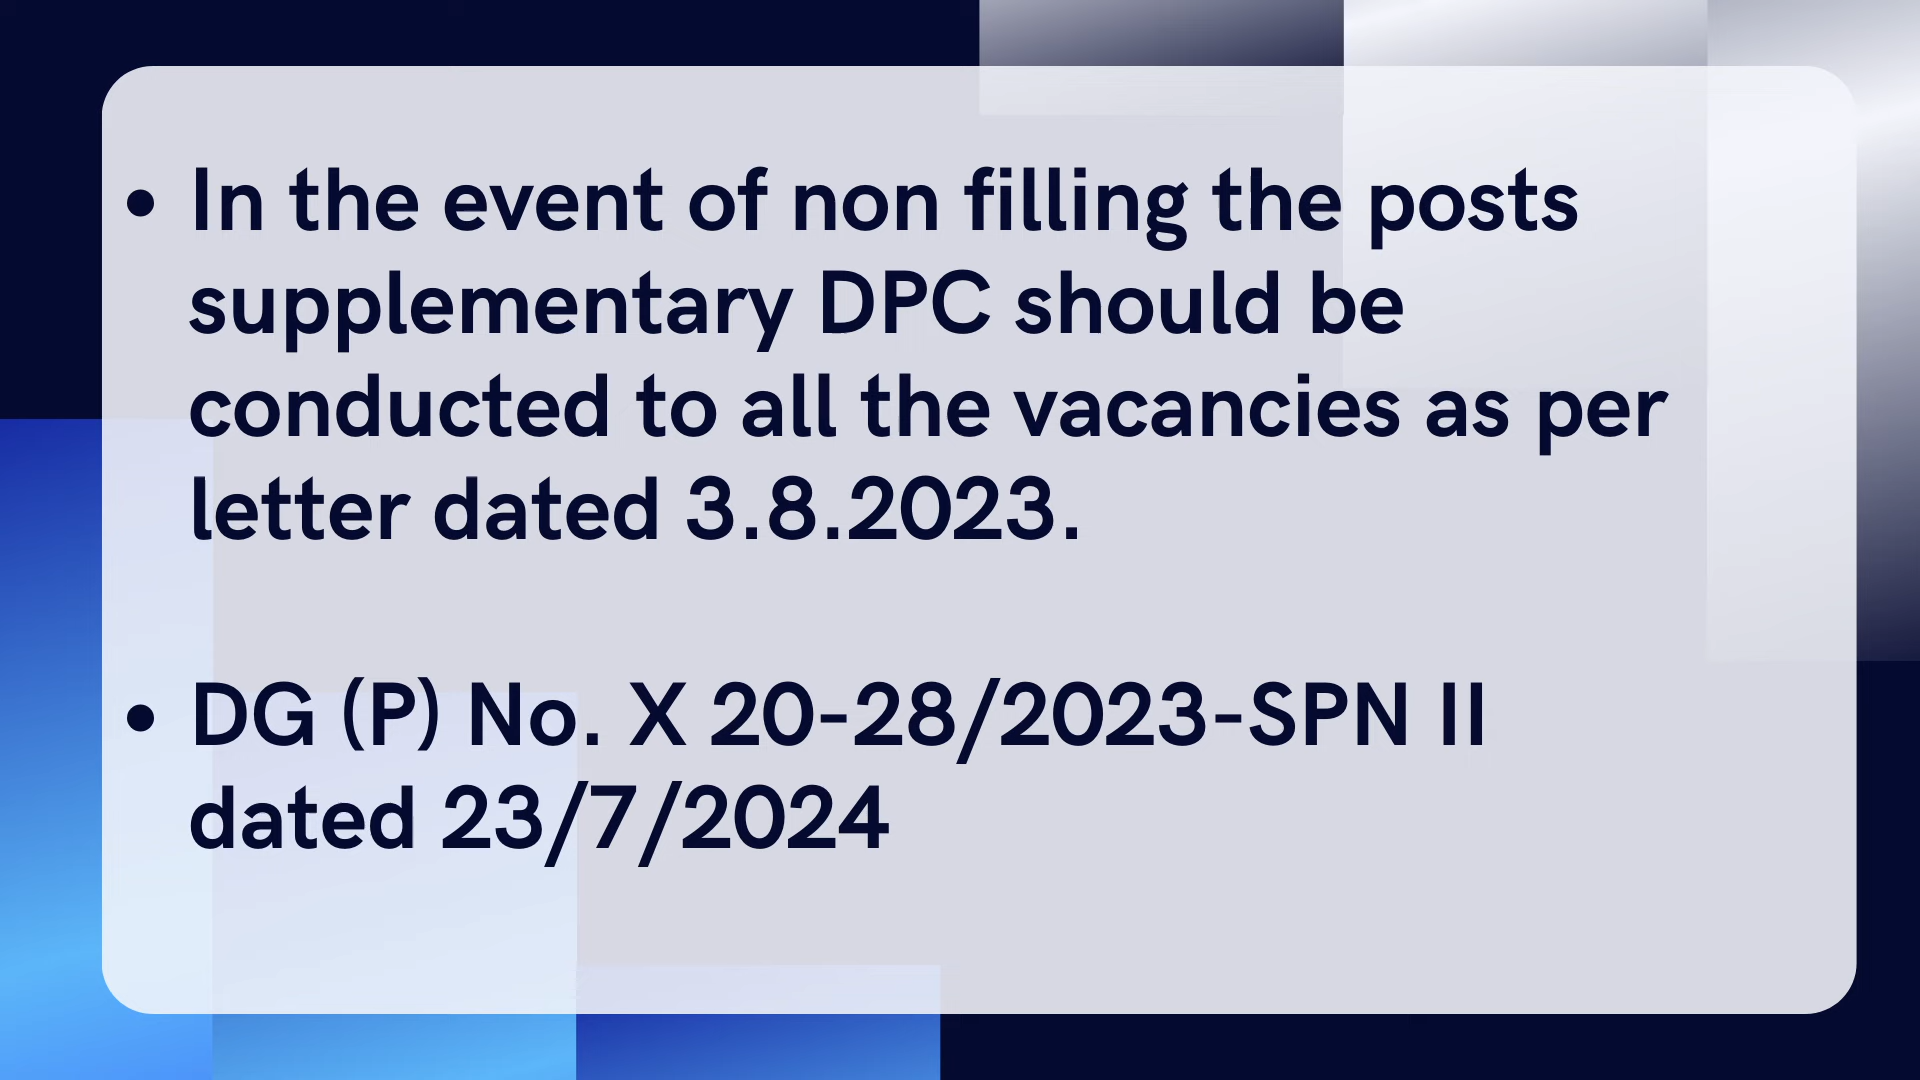 • In the event of non filling the posts
supplementary DPC should be
conducted to all the vacancies as per
letter dated 3.8.2023.
• DG (P) No. X 20-28/2023-SPN II
dated 23/7/2024